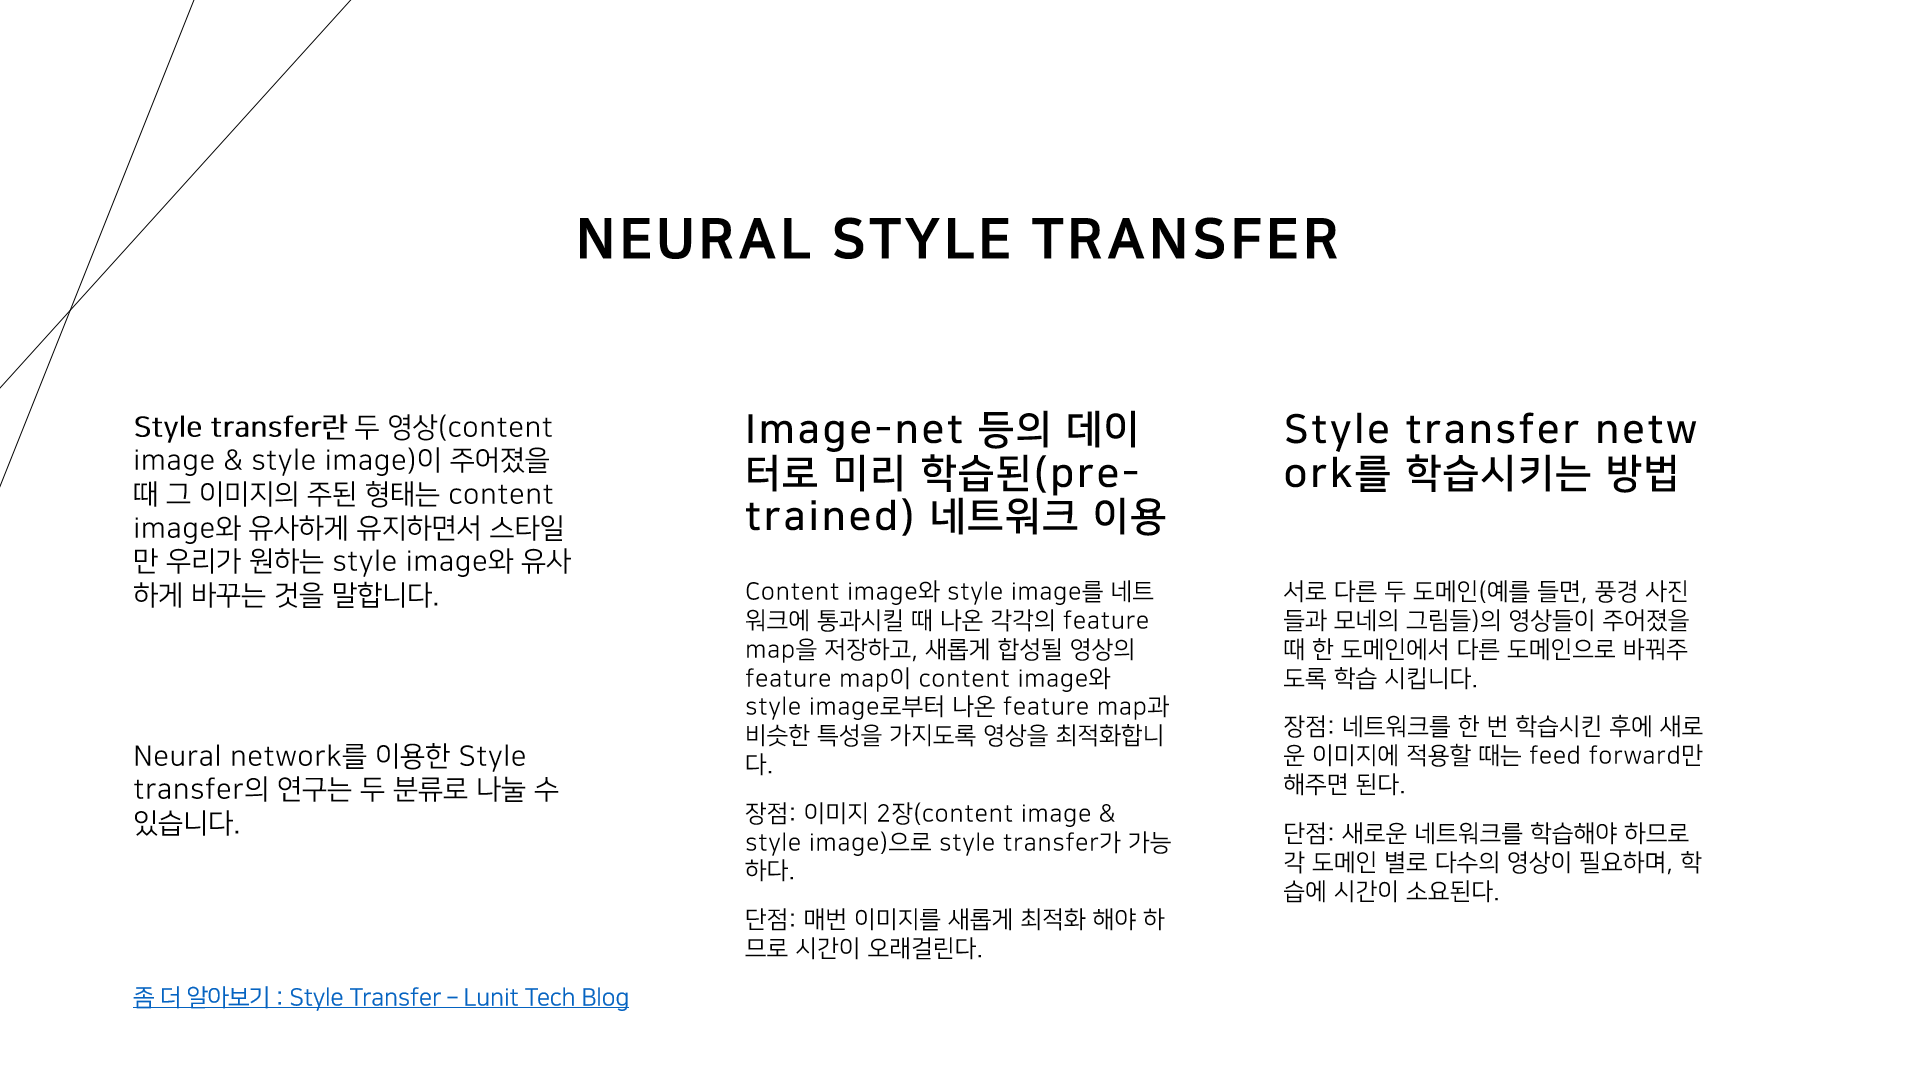 NEURAL STYLE TRANSFER
Style transfer란 두 영상(content
image & style image)이 주어졌을
때 그 이미지의 주된 형태는 content
image와 유사하게 유지하면서 스타일
만 우리가 원하는 style image와 유사
하게 바꾸는 것을 말합니다.
Neural network를 이용한 Style
transfer의 연구는 두 분류로 나눌 수
있습니다.
좀 더 알아보기 : Style Transfer – Lunit Tech Blog
Image-net 등의 데이
터로 미리 학습된(pre-
trained) 네트워크 이용
Content image와 style image를 네트
워크에 통과시킬 때 나온 각각의 feature
map을 저장하고, 새롭게 합성될 영상의
feature map이 content image와
style image로부터 나온 feature map과
비슷한 특성을 가지도록 영상을 최적화합니
다.
장점: 이미지 2장(content image &
style image)으로 style transfer가 가능
하다.
단점: 매번 이미지를 새롭게 최적화 해야 하
므로 시간이 오래걸린다.
Style transfer netw
ork를 학습시키는 방법
서로 다른 두 도메인(예를 들면, 풍경 사진
들과 모네의 그림들)의 영상들이 주어졌을
때 한 도메인에서 다른 도메인으로 바꿔주
도록 학습 시킵니다.
장점: 네트워크를 한 번 학습시킨 후에 새로
운 이미지에 적용할 때는 feed forward만
해주면 된다.
단점: 새로운 네트워크를 학습해야 하므로
각 도메인 별로 다수의 영상이 필요하며, 학
습에 시간이 소요된다.